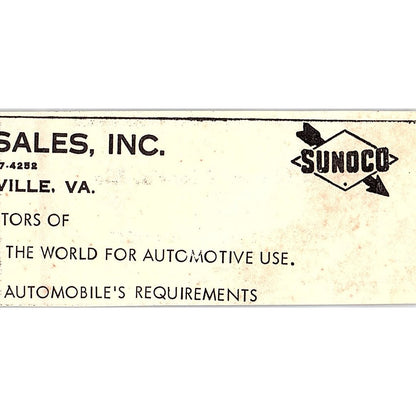 SALES, INC.
7-4252
VILLE, VA.
TORS OF
THE WORLD FOR AUTOMOTIVE USE.
AUTOMOBILE'S REQUIREMENTS
SUNOCO